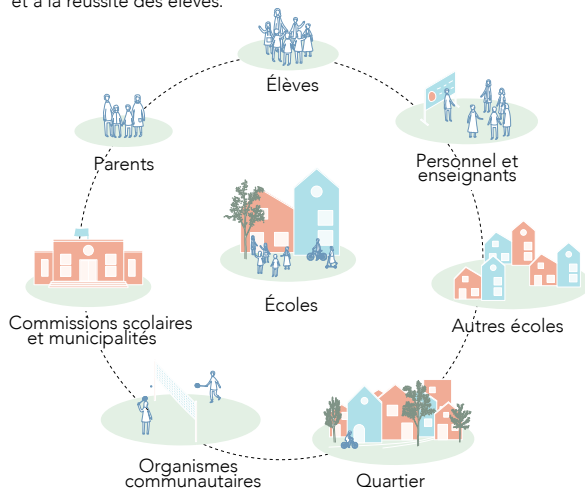 et à la réussite des élèves.
Élèves
Parents
Personnel et
enseignants
Écoles
Commissions scolaires
et municipalités
Autres écoles
Organismes
communautaires
Quartier